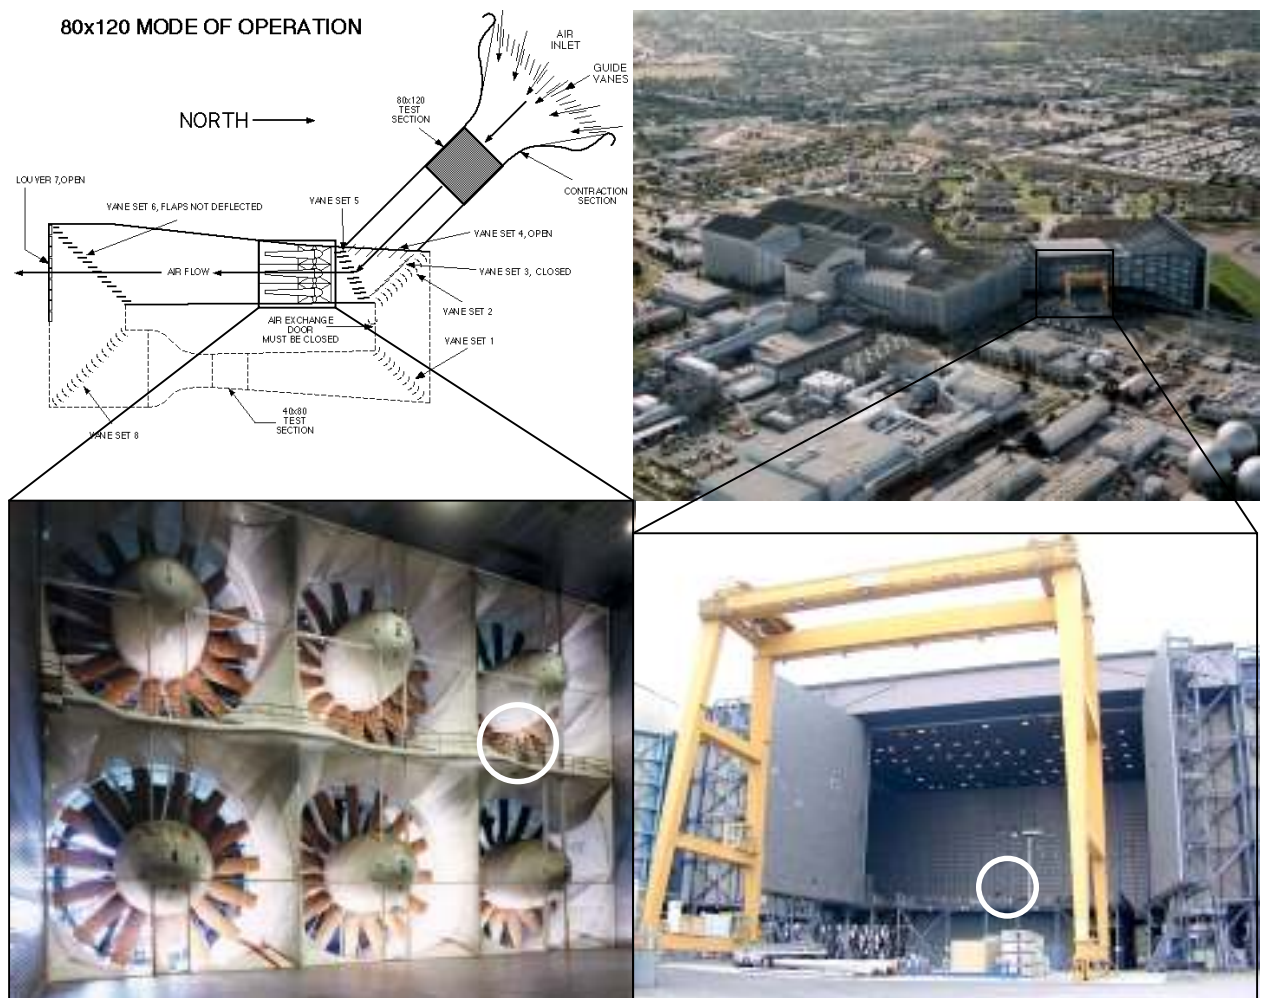 80x120 MODE OF OPERATION
AIR
INLET
GUIDE
VANES
80x120
TEST
SECTION
NORTH
LOUVER 7,OPEN
VANE SET 6, FLAPS NOT DEFLECTED
VANE SET 5
CONTRACTION
SECTION
VANE SET 4, OPEN
AIR FLOW
VANE SET 3, CLOSED
VANE SET 2
AIR EXCHANGE
DOOR
MUST BE CLOSED
VANE SET 1
40x80
TEST
SECTION
VANE SET 8